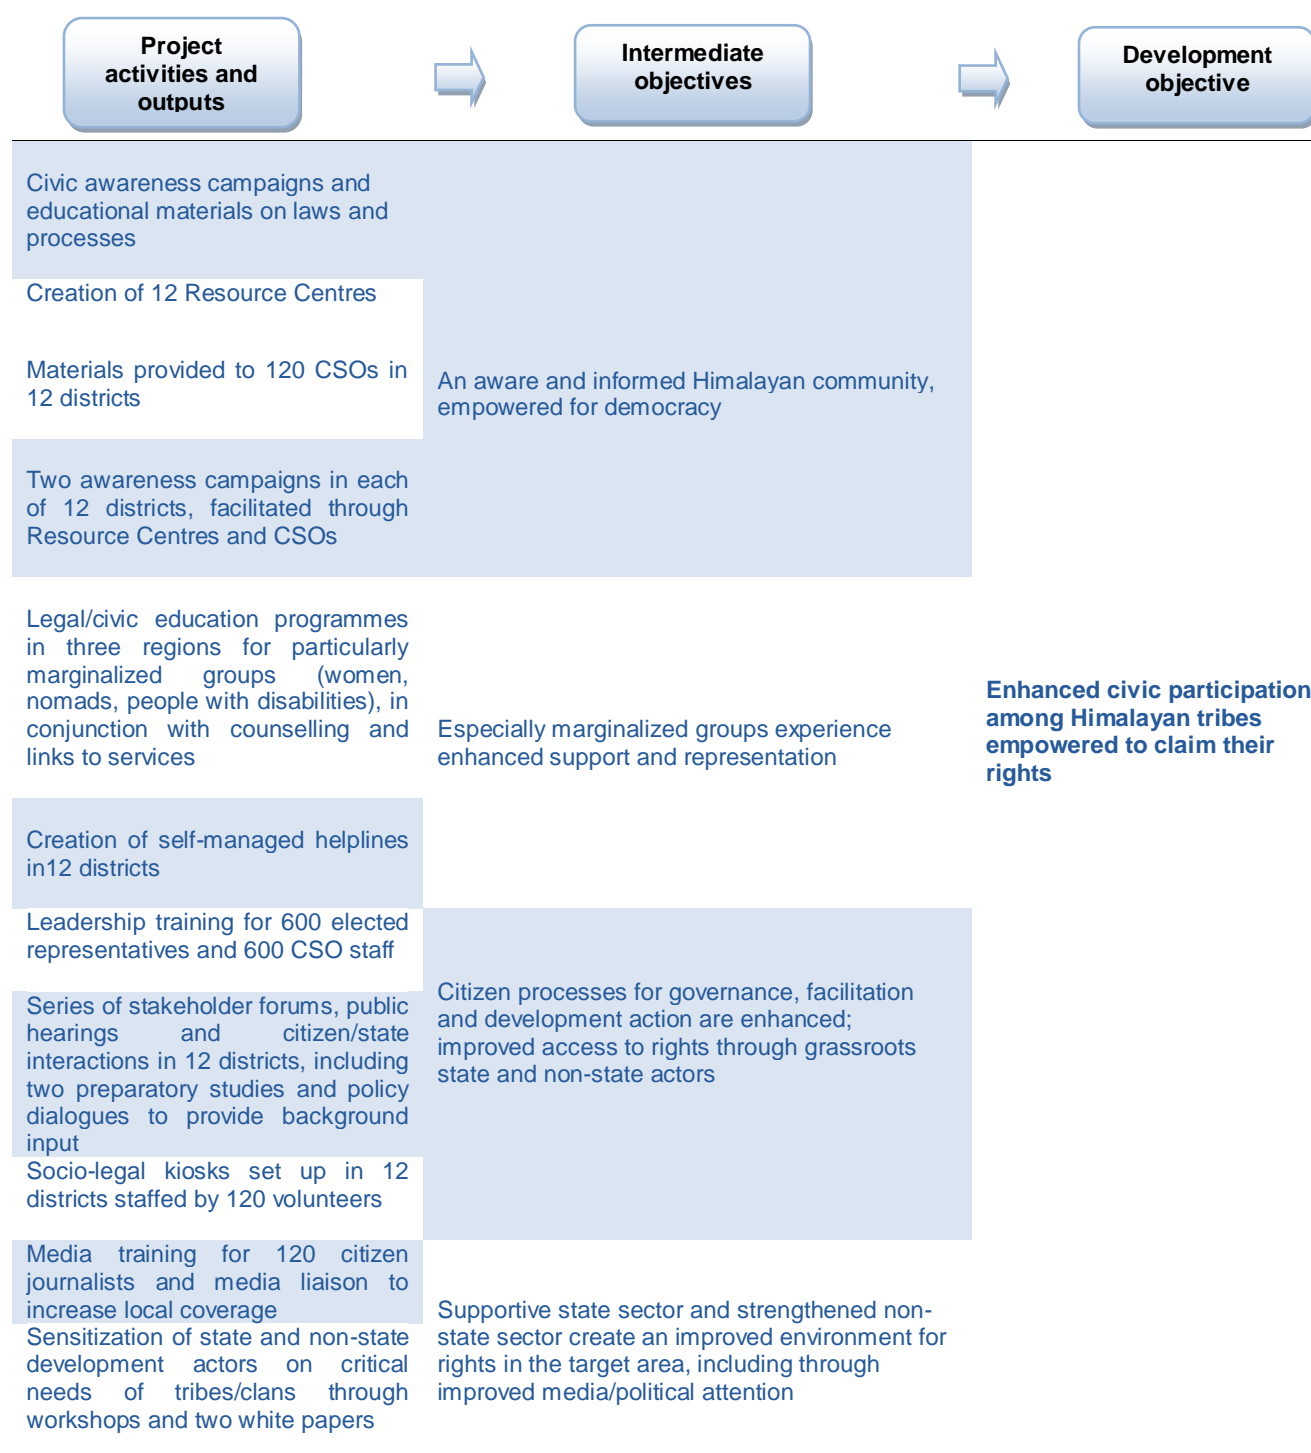 Project
activities and
outputs
Intermediate
objectives
Development
objective
Civic awareness campaigns and
educational materials on laws and
processes
Creation of 12 Resource Centres
Materials provided to 120 CSOs in
12 districts
An aware and informed Himalayan community,
empowered for democracy
Two awareness campaigns in each
of 12 districts, facilitated through
Resource Centres and CSOs
Legal/civic education programmes
in three regions for particularly
marginalized groups (women,
nomads, people with disabilities), in
conjunction with counselling and
links to services
Especially marginalized groups experience
enhanced support and representation
Enhanced civic participation
among Himalayan tribes
empowered to claim their
rights
Creation of self-managed helplines
in12 districts
Leadership training for 600 elected
representatives and 600 CSO staff
Series of stakeholder forums, public
hearings and citizen/state
interactions in 12 districts, including
two preparatory studies and policy
dialogues to provide background
input
Citizen processes for governance, facilitation
and development action are enhanced;
improved access to rights through grassroots
state and non-state actors
Socio-legal kiosks set up in 12
districts staffed by 120 volunteers
Media training for 120 citizen
journalists and media liaison to
increase local coverage
Sensitization of state and non-state
development actors on critical
needs of tribes/clans through
workshops and two white papers
Supportive state sector and strengthened non-
state sector create an improved environment for
rights in the target area, including through
improved media/political attention